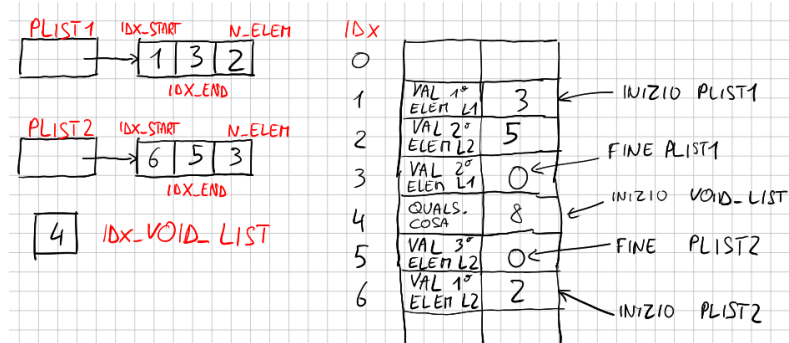 PLIST1 IDX_START N_ELEM
1 3 2
IDX_END
PLIST2 IDX_START N_ELEM
6 5 3
IDX_END
4 IDX_VOID_LIST
IDX
0
1 VAL 1° ELEM L1 3 INIZIO PLIST1
2 VAL 2° ELEM L2 5
3 VAL 2° ELEM L1 0 FINE PLIST1
4 QUALS. COSA 8 INIZIO VOID_LIST
5 VAL 3° ELEM L2 0 FINE PLIST2
6 VAL 1° ELEM L2 2 INIZIO PLIST2